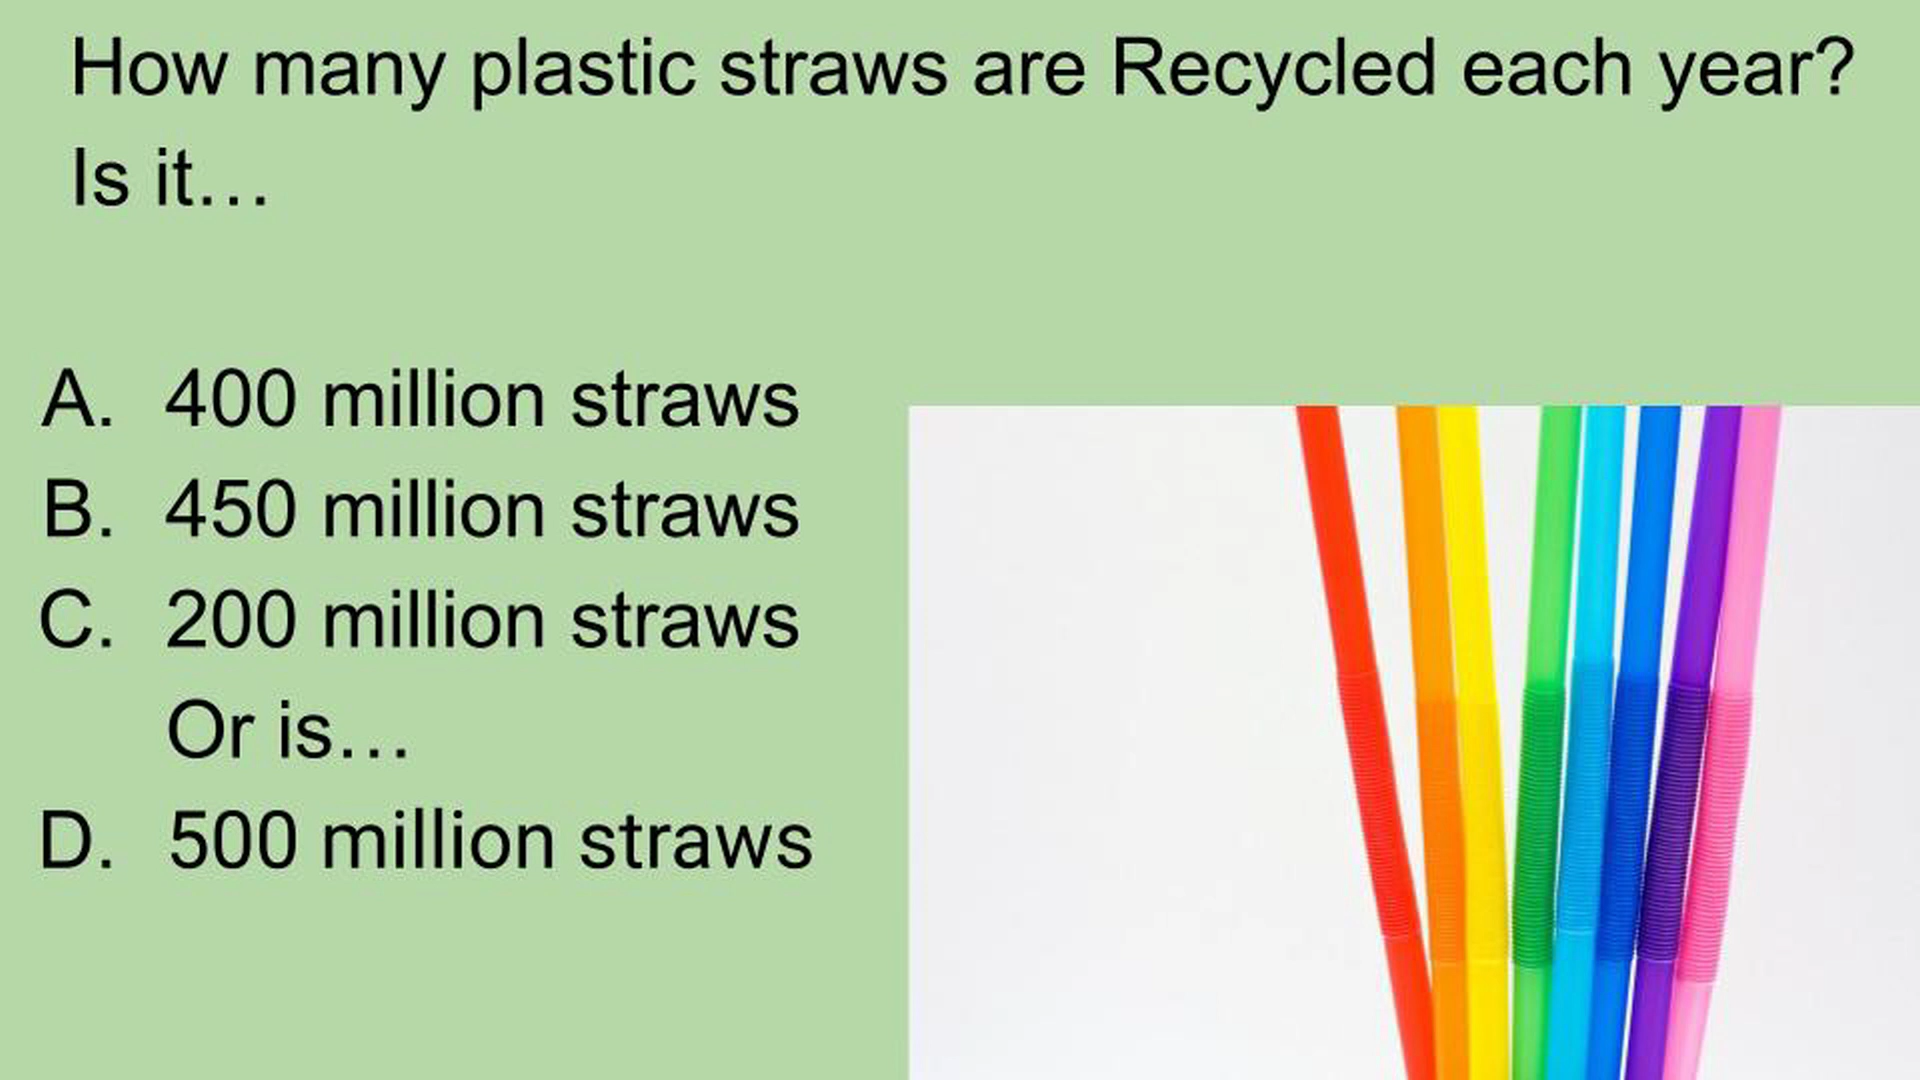 How many plastic straws are Recycled each year?
Is it…
A. 400 million straws
B. 450 million straws
C. 200 million straws
Or is…
D. 500 million straws